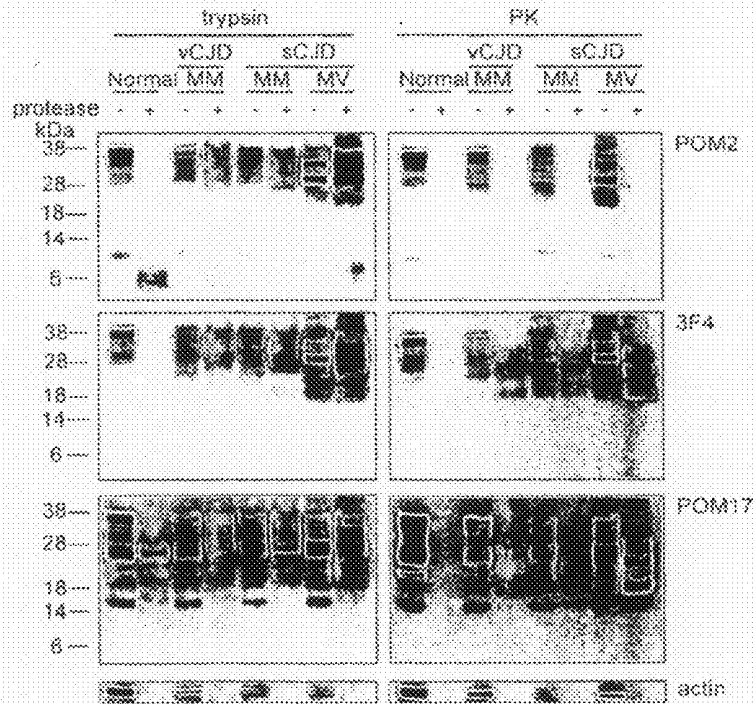 trypsin PK
vCJD sCJD vCJD sCJD
Normal MM MM MV Normal MM MM MV
protease - + - + - + - + - + - + - + - +
kDa
38 POM2
28
18
14
6
38 3F4
28
18
14
6
38 POM17
28
18
14
6
actin